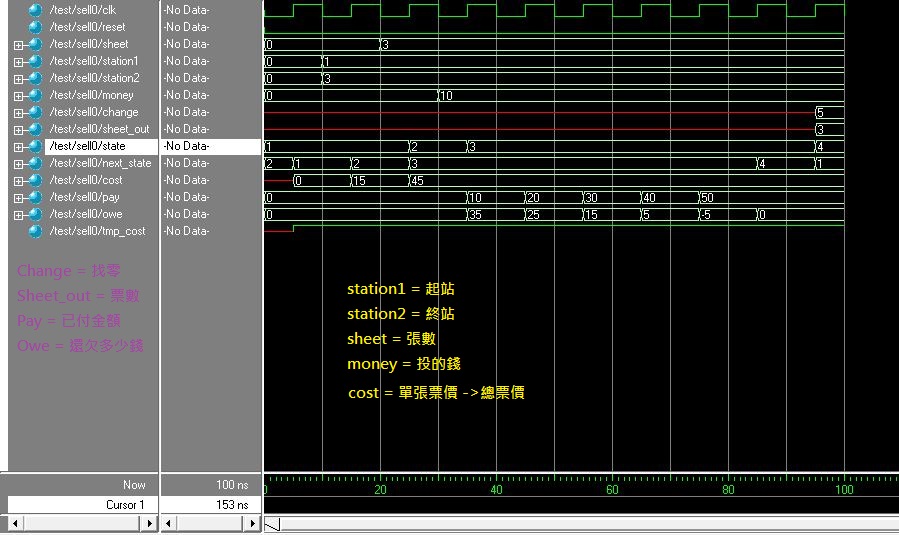 /test/sell0/clk -No Data-
/test/sell0/reset -No Data-
/test/sell0/sheet -No Data- 0 3
/test/sell0/station1 -No Data- 0 1
/test/sell0/station2 -No Data- 0 3
/test/sell0/money -No Data- 0 10
/test/sell0/change -No Data- 5
/test/sell0/sheet_out -No Data- 3
/test/sell0/state -No Data- 1 2 3 4
/test/sell0/next_state -No Data- 2 1 2 3 4 1
/test/sell0/cost -No Data- 0 15 45
/test/sell0/pay -No Data- 0 10 20 30 40 50
/test/sell0/owe -No Data- 0 35 25 15 5 -5 0
/test/sell0/tmp_cost -No Data-
Change = 找零
Sheet_out = 票數
Pay = 已付金額
Owe = 還欠多少錢
station1 = 起站
station2 = 終站
sheet = 張數
money = 投的錢
cost = 單張票價 ->總票價
Now 100 ns
0 20 40 60 80 100
Cursor 1 153 ns